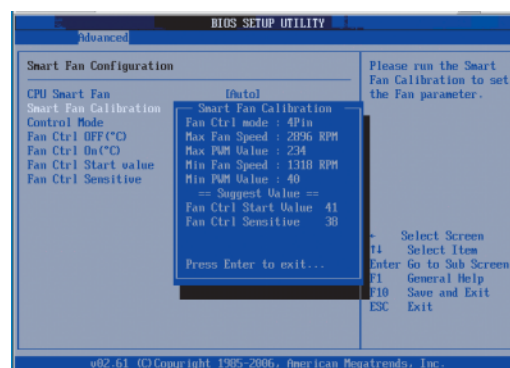 BIOS SETUP UTILITY
Advanced
Smart Fan Configuration
CPU Smart Fan [Auto]
Smart Fan Calibration
Control Mode
Fan Ctrl OFF(°C)
Fan Ctrl On(°C)
Fan Ctrl Start value
Fan Ctrl Sensitive
Smart Fan Calibration
Fan Ctrl mode : 4Pin
Max Fan Speed : 2896 RPM
Max PWM Value : 234
Min Fan Speed : 1318 RPM
Min PWM Value : 40
== Suggest Value ==
Fan Ctrl Start Value 41
Fan Ctrl Sensitive 38
Press Enter to exit...
Please run the Smart
Fan Calibration to set
the Fan parameter.
← Select Screen
↑↓ Select Item
Enter Go to Sub Screen
F1 General Help
F10 Save and Exit
ESC Exit
v02.61 (C)Copyright 1985-2006, American Megatrends, Inc.